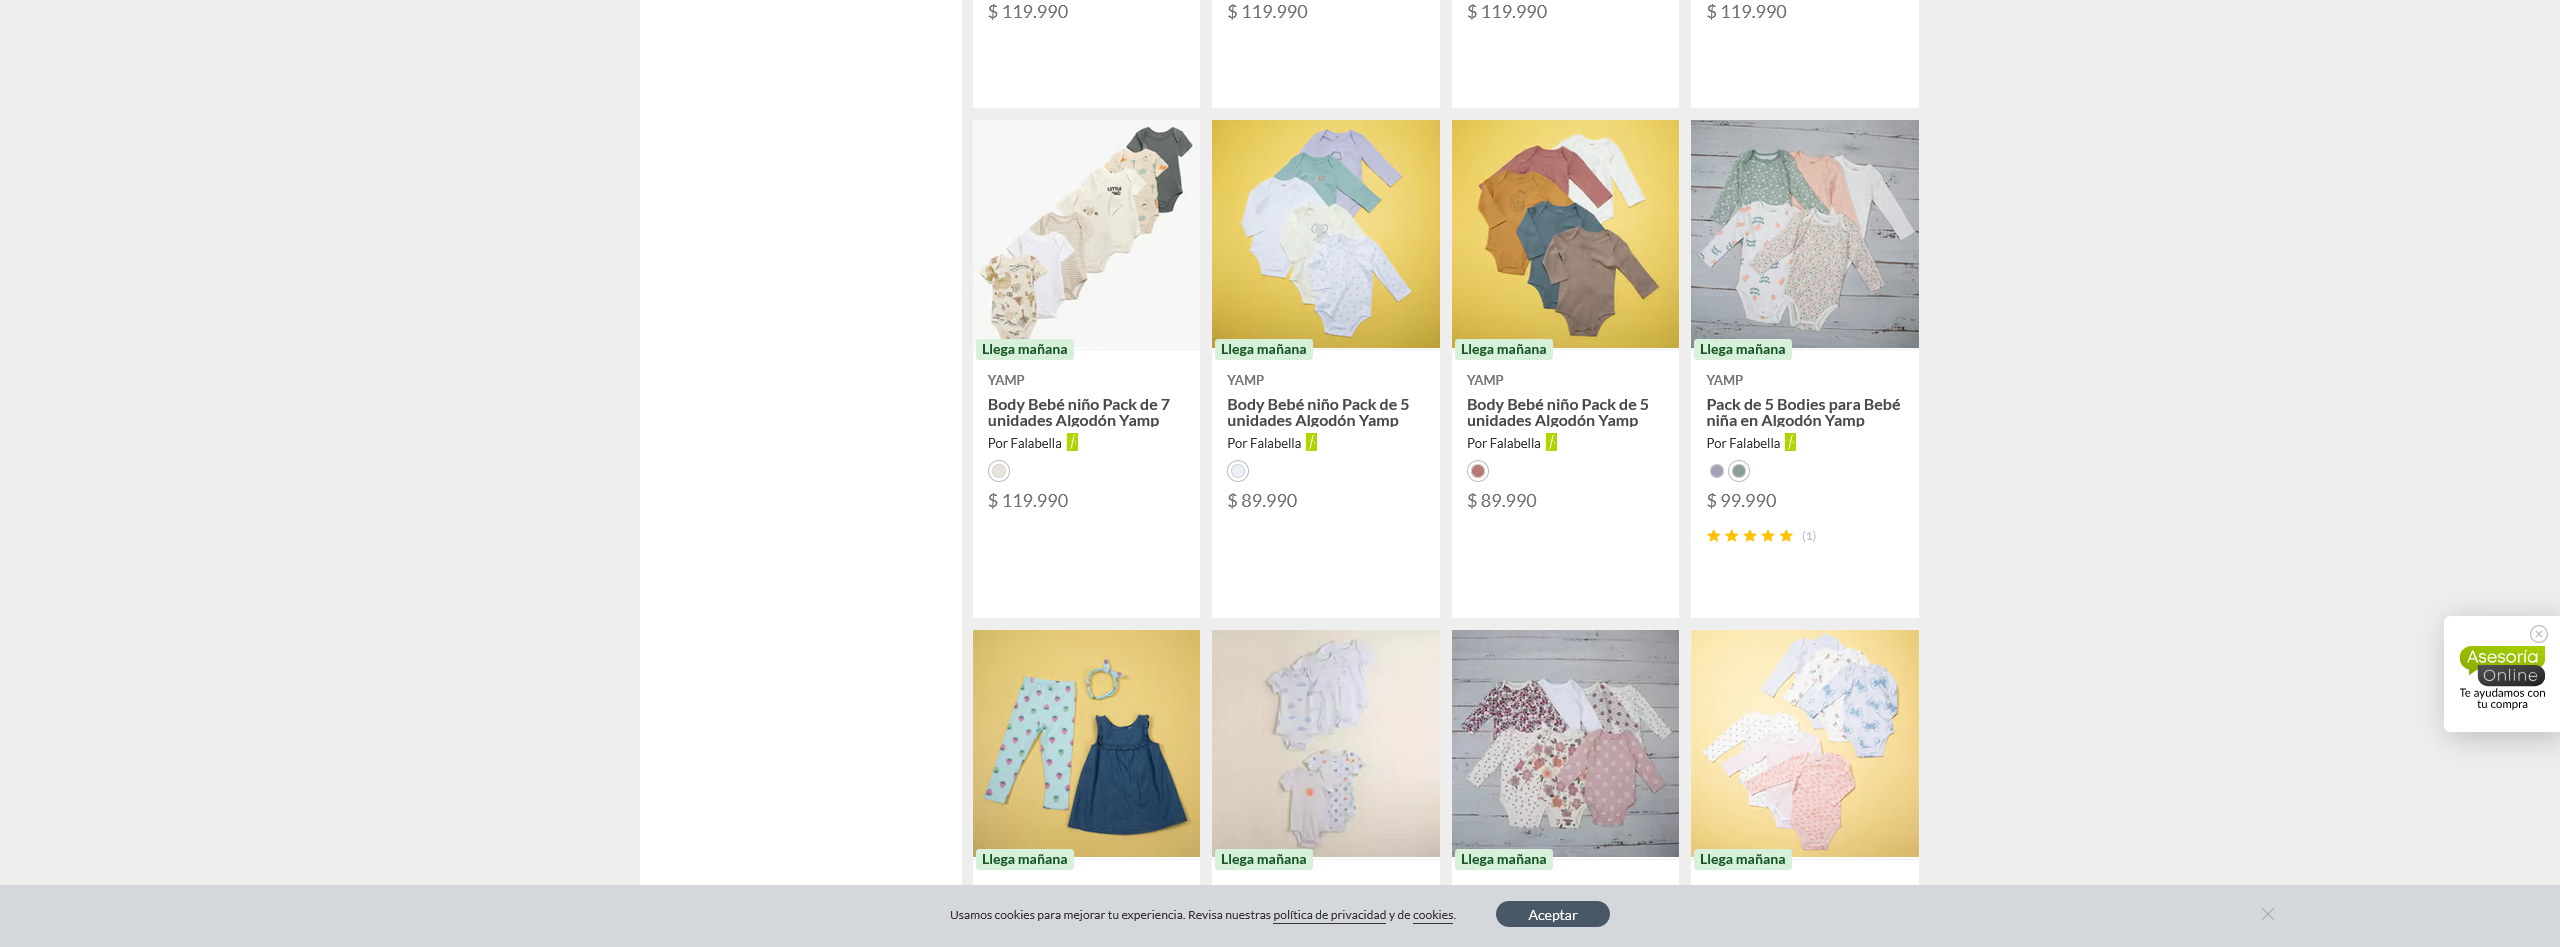 $ 119.990
$ 119.990
$ 119.990
$ 119.990
LITTLE
Llega mañana
Llega mañana
Llega mañana
Llega mañana
YAMP
Body Bebé niño Pack de 7
unidades Algodón Yamp
Por Falabella
$ 119.990
YAMP
Body Bebé niño Pack de 5
unidades Algodón Yamp
Por Falabella
$ 89.990
YAMP
Body Bebé niño Pack de 5
unidades Algodón Yamp
Por Falabella
$ 89.990
YAMP
Pack de 5 Bodies para Bebé
niña en Algodón Yamp
Por Falabella
$ 99.990
(1)
Asesoría
Online
Te ayudamos con
tu compra
Llega mañana
Llega mañana
Llega mañana
Llega mañana
Usamos cookies para mejorar tu experiencia. Revisa nuestras política de privacidad y de cookies.
Aceptar